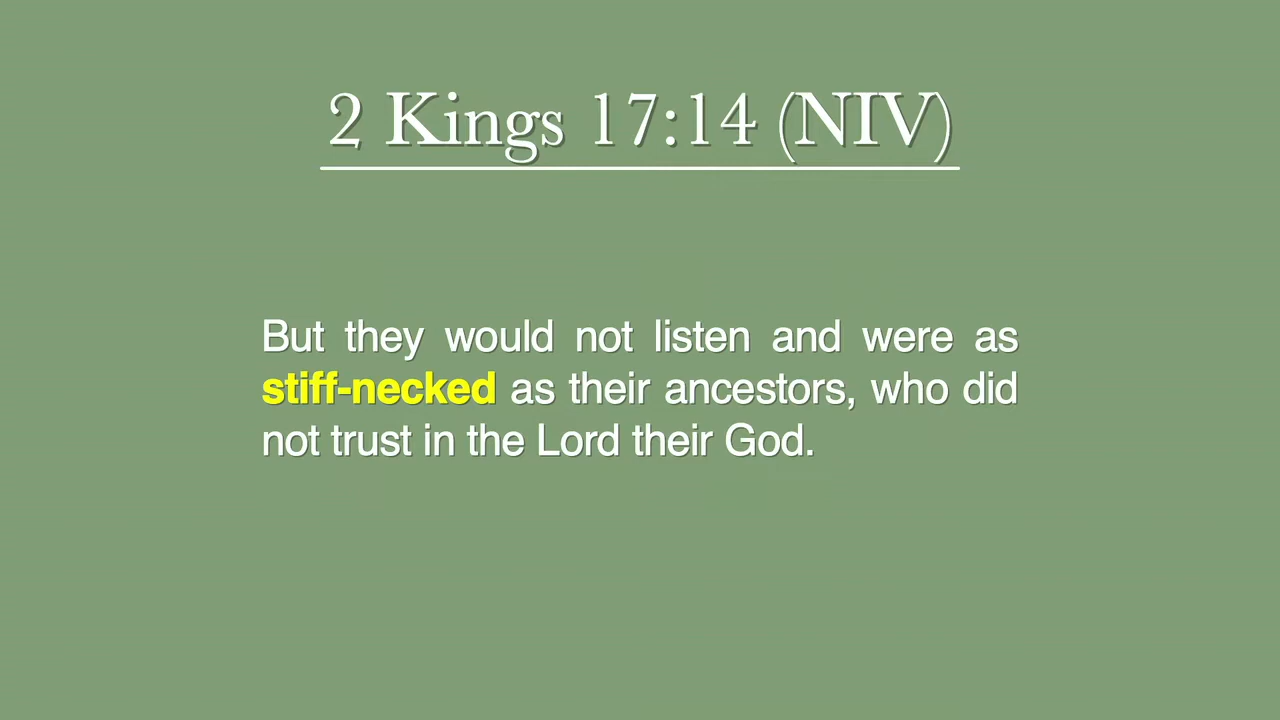 2 Kings 17:14 (NIV)
But they would not listen and were as
stiff-necked as their ancestors, who did
not trust in the Lord their God.